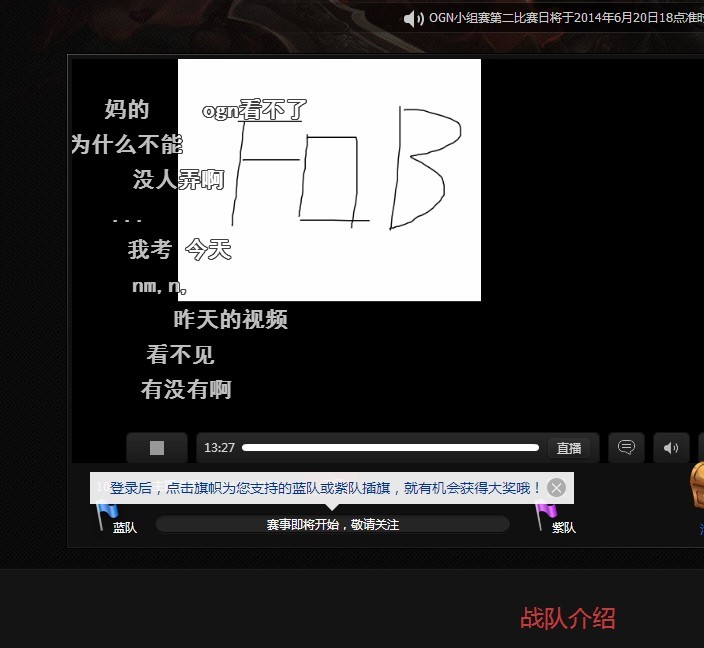 OGN小组赛第二比赛日将于2014年6月20日18点准时
妈的 ogn看不了
为什么不能
没人弄啊
...
我考 今天
nm,n,
昨天的视频
看不见
有没有啊
FB
13:27 直播
登录后，点击旗帜为您支持的蓝队或紫队插旗，就有机会获得大奖哦！
蓝队 赛事即将开始，敬请关注 紫队
战队介绍